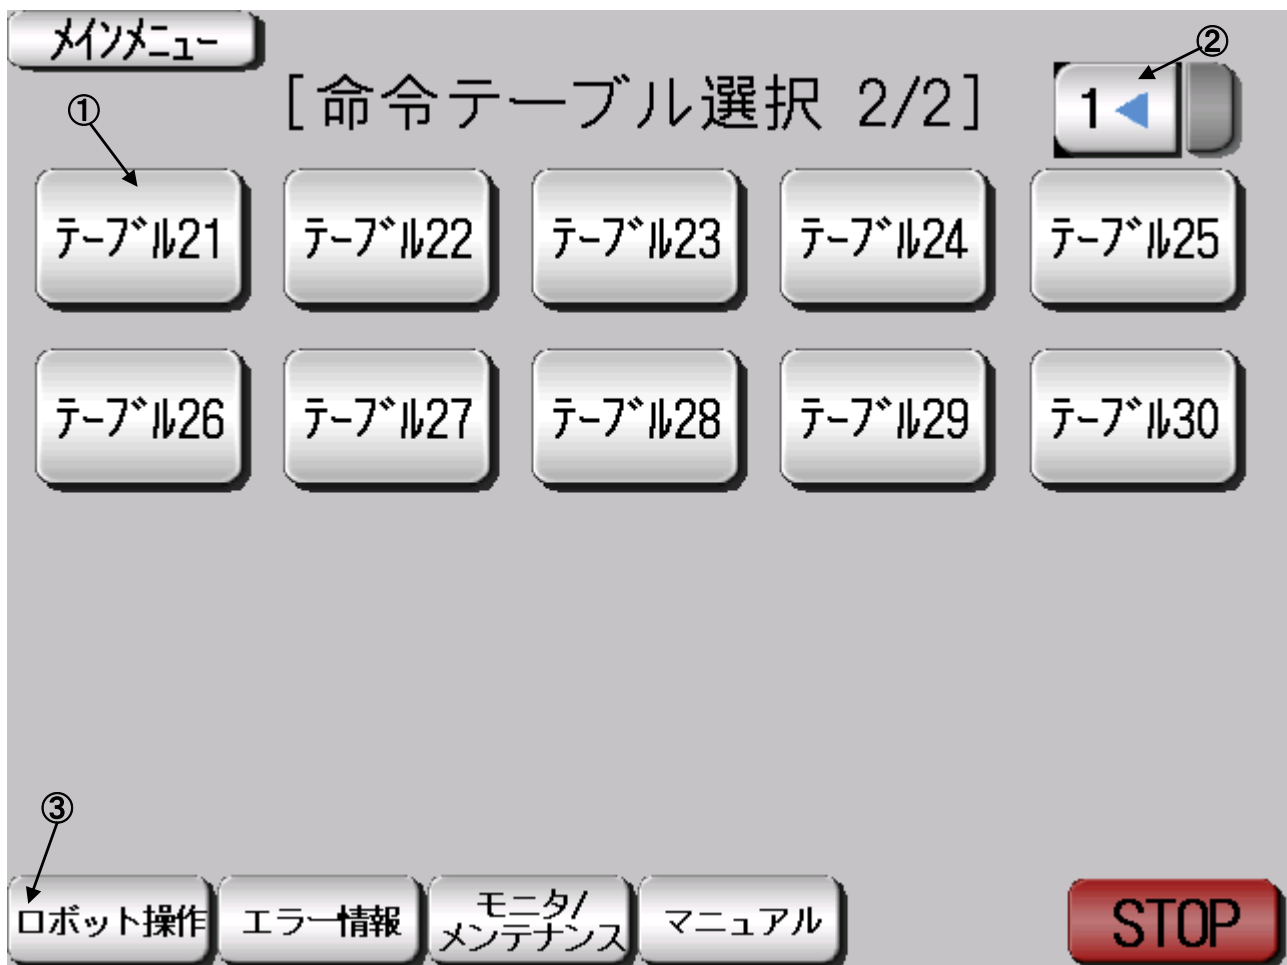 メインメニュー
②
①
[命令テーブル選択 2/2]
1◀
ﾃｰﾌﾞﾙ21 ﾃｰﾌﾞﾙ22 ﾃｰﾌﾞﾙ23 ﾃｰﾌﾞﾙ24 ﾃｰﾌﾞﾙ25
ﾃｰﾌﾞﾙ26 ﾃｰﾌﾞﾙ27 ﾃｰﾌﾞﾙ28 ﾃｰﾌﾞﾙ29 ﾃｰﾌﾞﾙ30
③
ロボット操作
エラー情報
モニタ/
メンテナンス
マニュアル
STOP